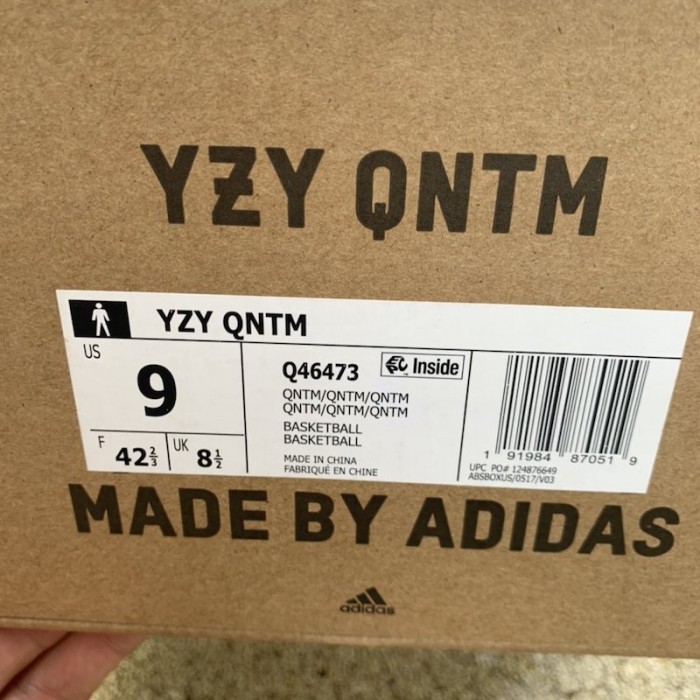 YZY QNTM
YZY QNTM
US
9
F 42⅔
UK 8½
Q46473
EC Inside
QNTM/QNTM/QNTM
QNTM/QNTM/QNTM
BASKETBALL
BASKETBALL
MADE IN CHINA
FABRIQUÉ EN CHINE
1 91984 87051 9
UPC PO# 124876649
ABSBOXUS/0517/V03
MADE BY ADIDAS
adidas